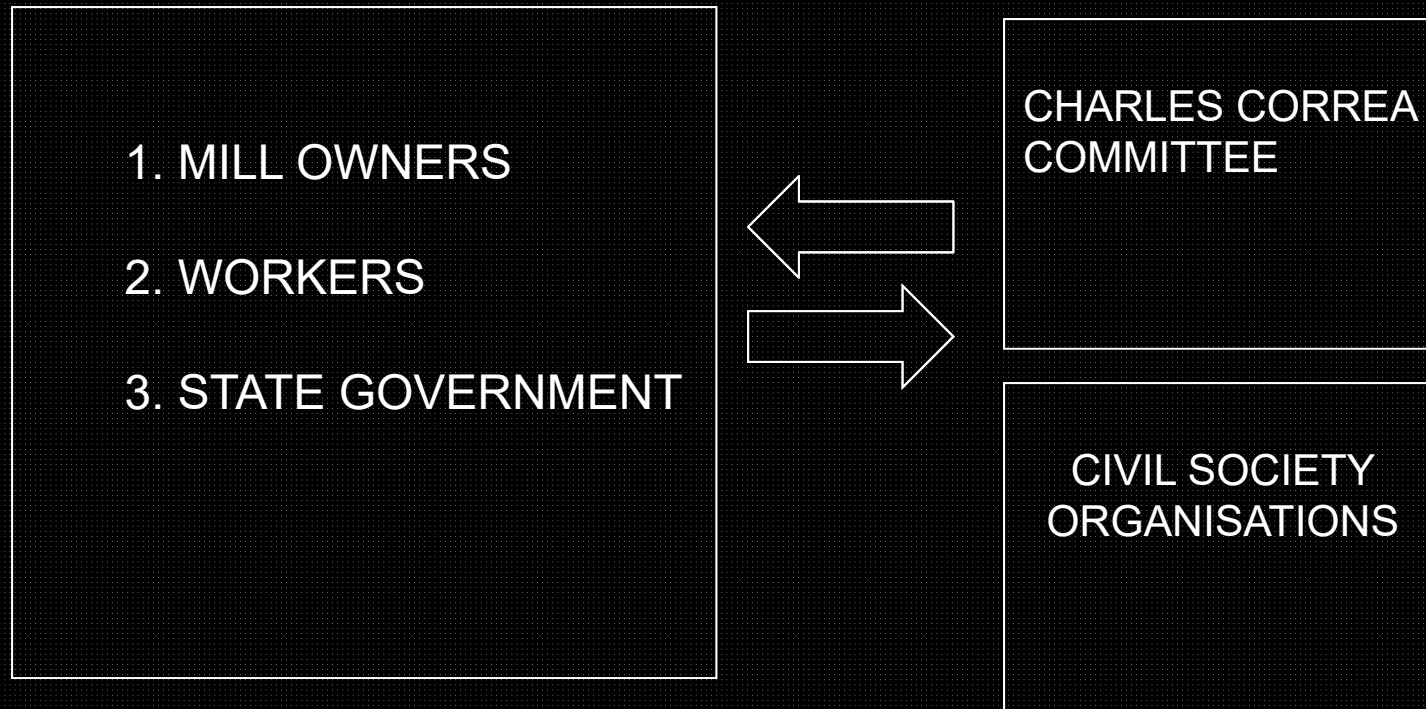 1. MILL OWNERS
2. WORKERS
3. STATE GOVERNMENT
CHARLES CORREA
COMMITTEE
CIVIL SOCIETY
ORGANISATIONS